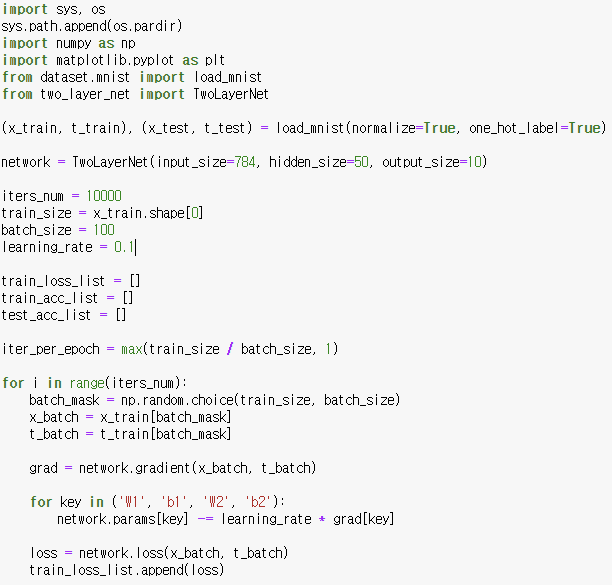 import sys, os
sys.path.append(os.pardir)
import numpy as np
import matplotlib.pyplot as plt
from dataset.mnist import load_mnist
from two_layer_net import TwoLayerNet

(x_train, t_train), (x_test, t_test) = load_mnist(normalize=True, one_hot_label=True)

network = TwoLayerNet(input_size=784, hidden_size=50, output_size=10)

iters_num = 10000
train_size = x_train.shape[0]
batch_size = 100
learning_rate = 0.1

train_loss_list = []
train_acc_list = []
test_acc_list = []

iter_per_epoch = max(train_size / batch_size, 1)

for i in range(iters_num):
    batch_mask = np.random.choice(train_size, batch_size)
    x_batch = x_train[batch_mask]
    t_batch = t_train[batch_mask]

    grad = network.gradient(x_batch, t_batch)

    for key in ('W1', 'b1', 'W2', 'b2'):
        network.params[key] -= learning_rate * grad[key]

    loss = network.loss(x_batch, t_batch)
    train_loss_list.append(loss)